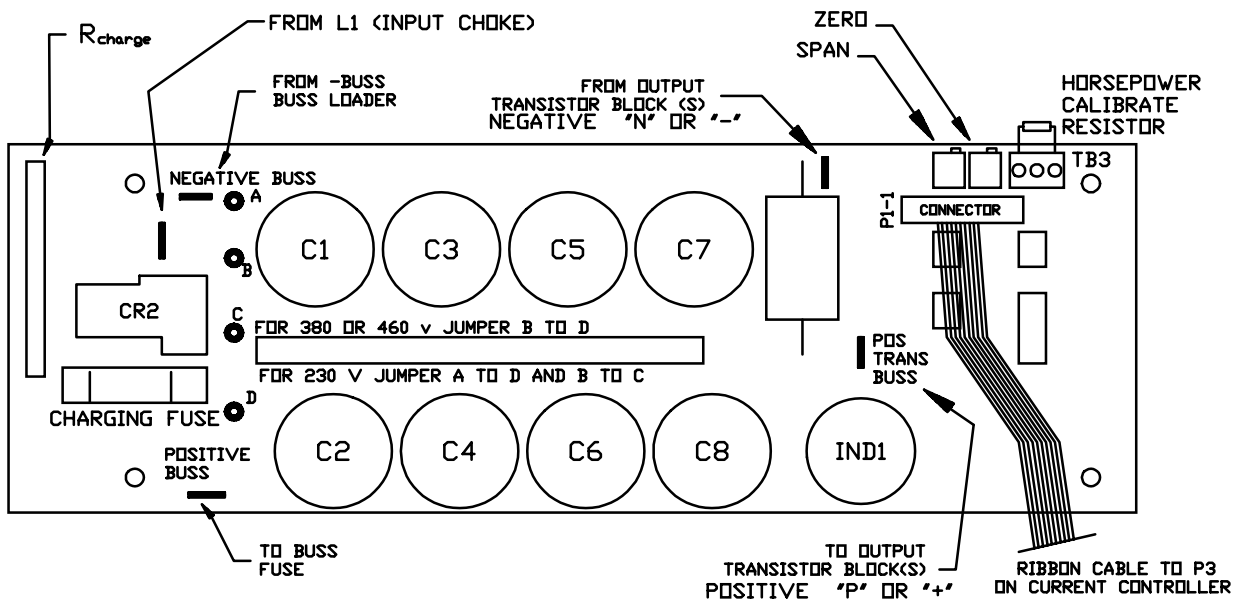 Rcharge
FROM L1 (INPUT CHOKE)
FROM -BUSS
BUSS LOADER
FROM OUTPUT
TRANSISTOR BLOCK (S)
NEGATIVE "N" OR "-"
ZERO
SPAN
HORSEPOWER
CALIBRATE
RESISTOR
TB3
NEGATIVE BUSS
A
B
C
D
P1-1
CONNECTOR
C1
C3
C5
C7
CR2
FOR 380 OR 460 v JUMPER B TO D
FOR 230 V JUMPER A TO D AND B TO C
POS
TRANS
BUSS
CHARGING FUSE
POSITIVE
BUSS
C2
C4
C6
C8
IND1
TO BUSS
FUSE
TO OUTPUT
TRANSISTOR BLOCK(S)
POSITIVE "P" OR "+"
RIBBON CABLE TO P3
ON CURRENT CONTROLLER